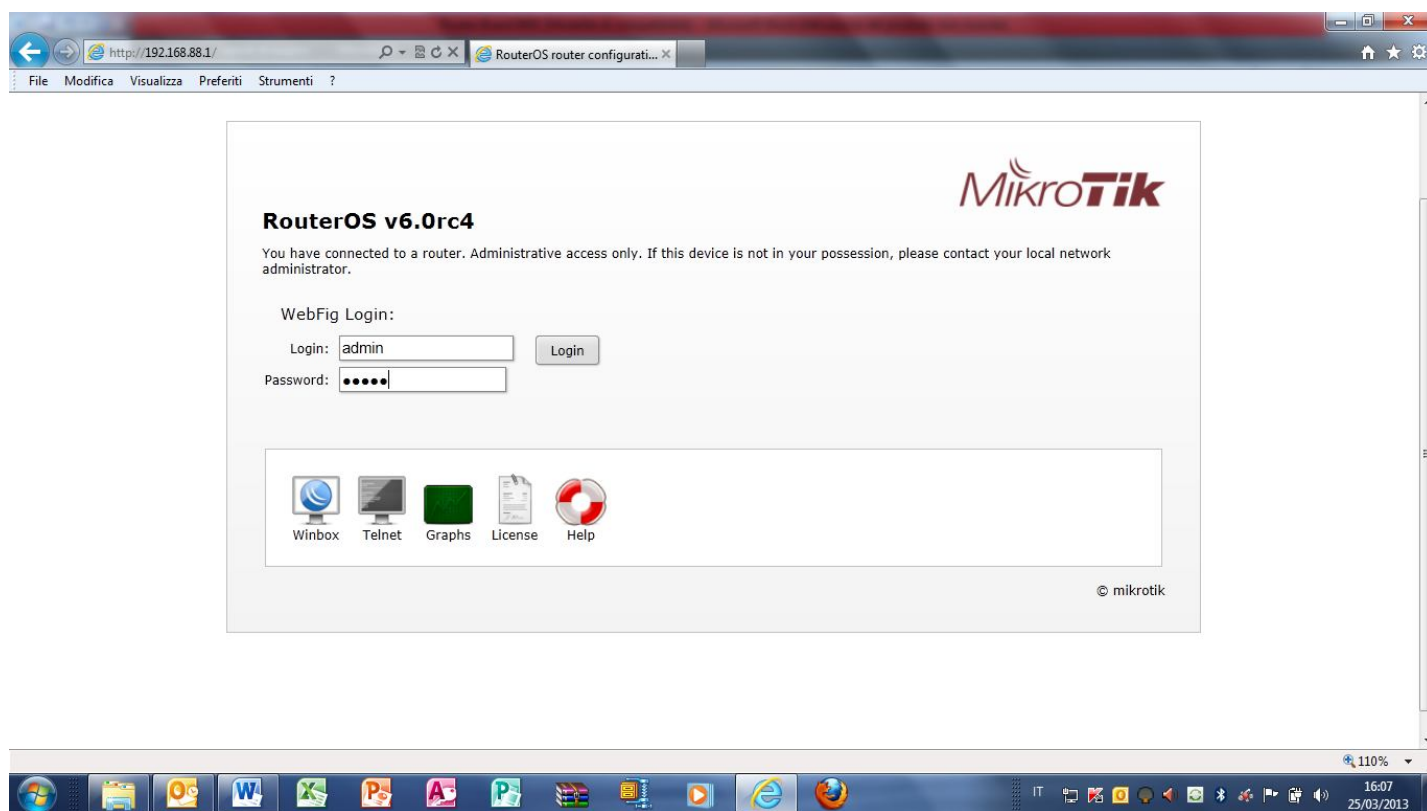 http://192.168.88.1/
RouterOS router configurati...
File Modifica Visualizza Preferiti Strumenti ?
MikroTik
RouterOS v6.0rc4
You have connected to a router. Administrative access only. If this device is not in your possession, please contact your local network
administrator.
WebFig Login:
Login: admin
Login
Password: •••••
Winbox Telnet Graphs License Help
© mikrotik
110%
IT
16:07
25/03/2013